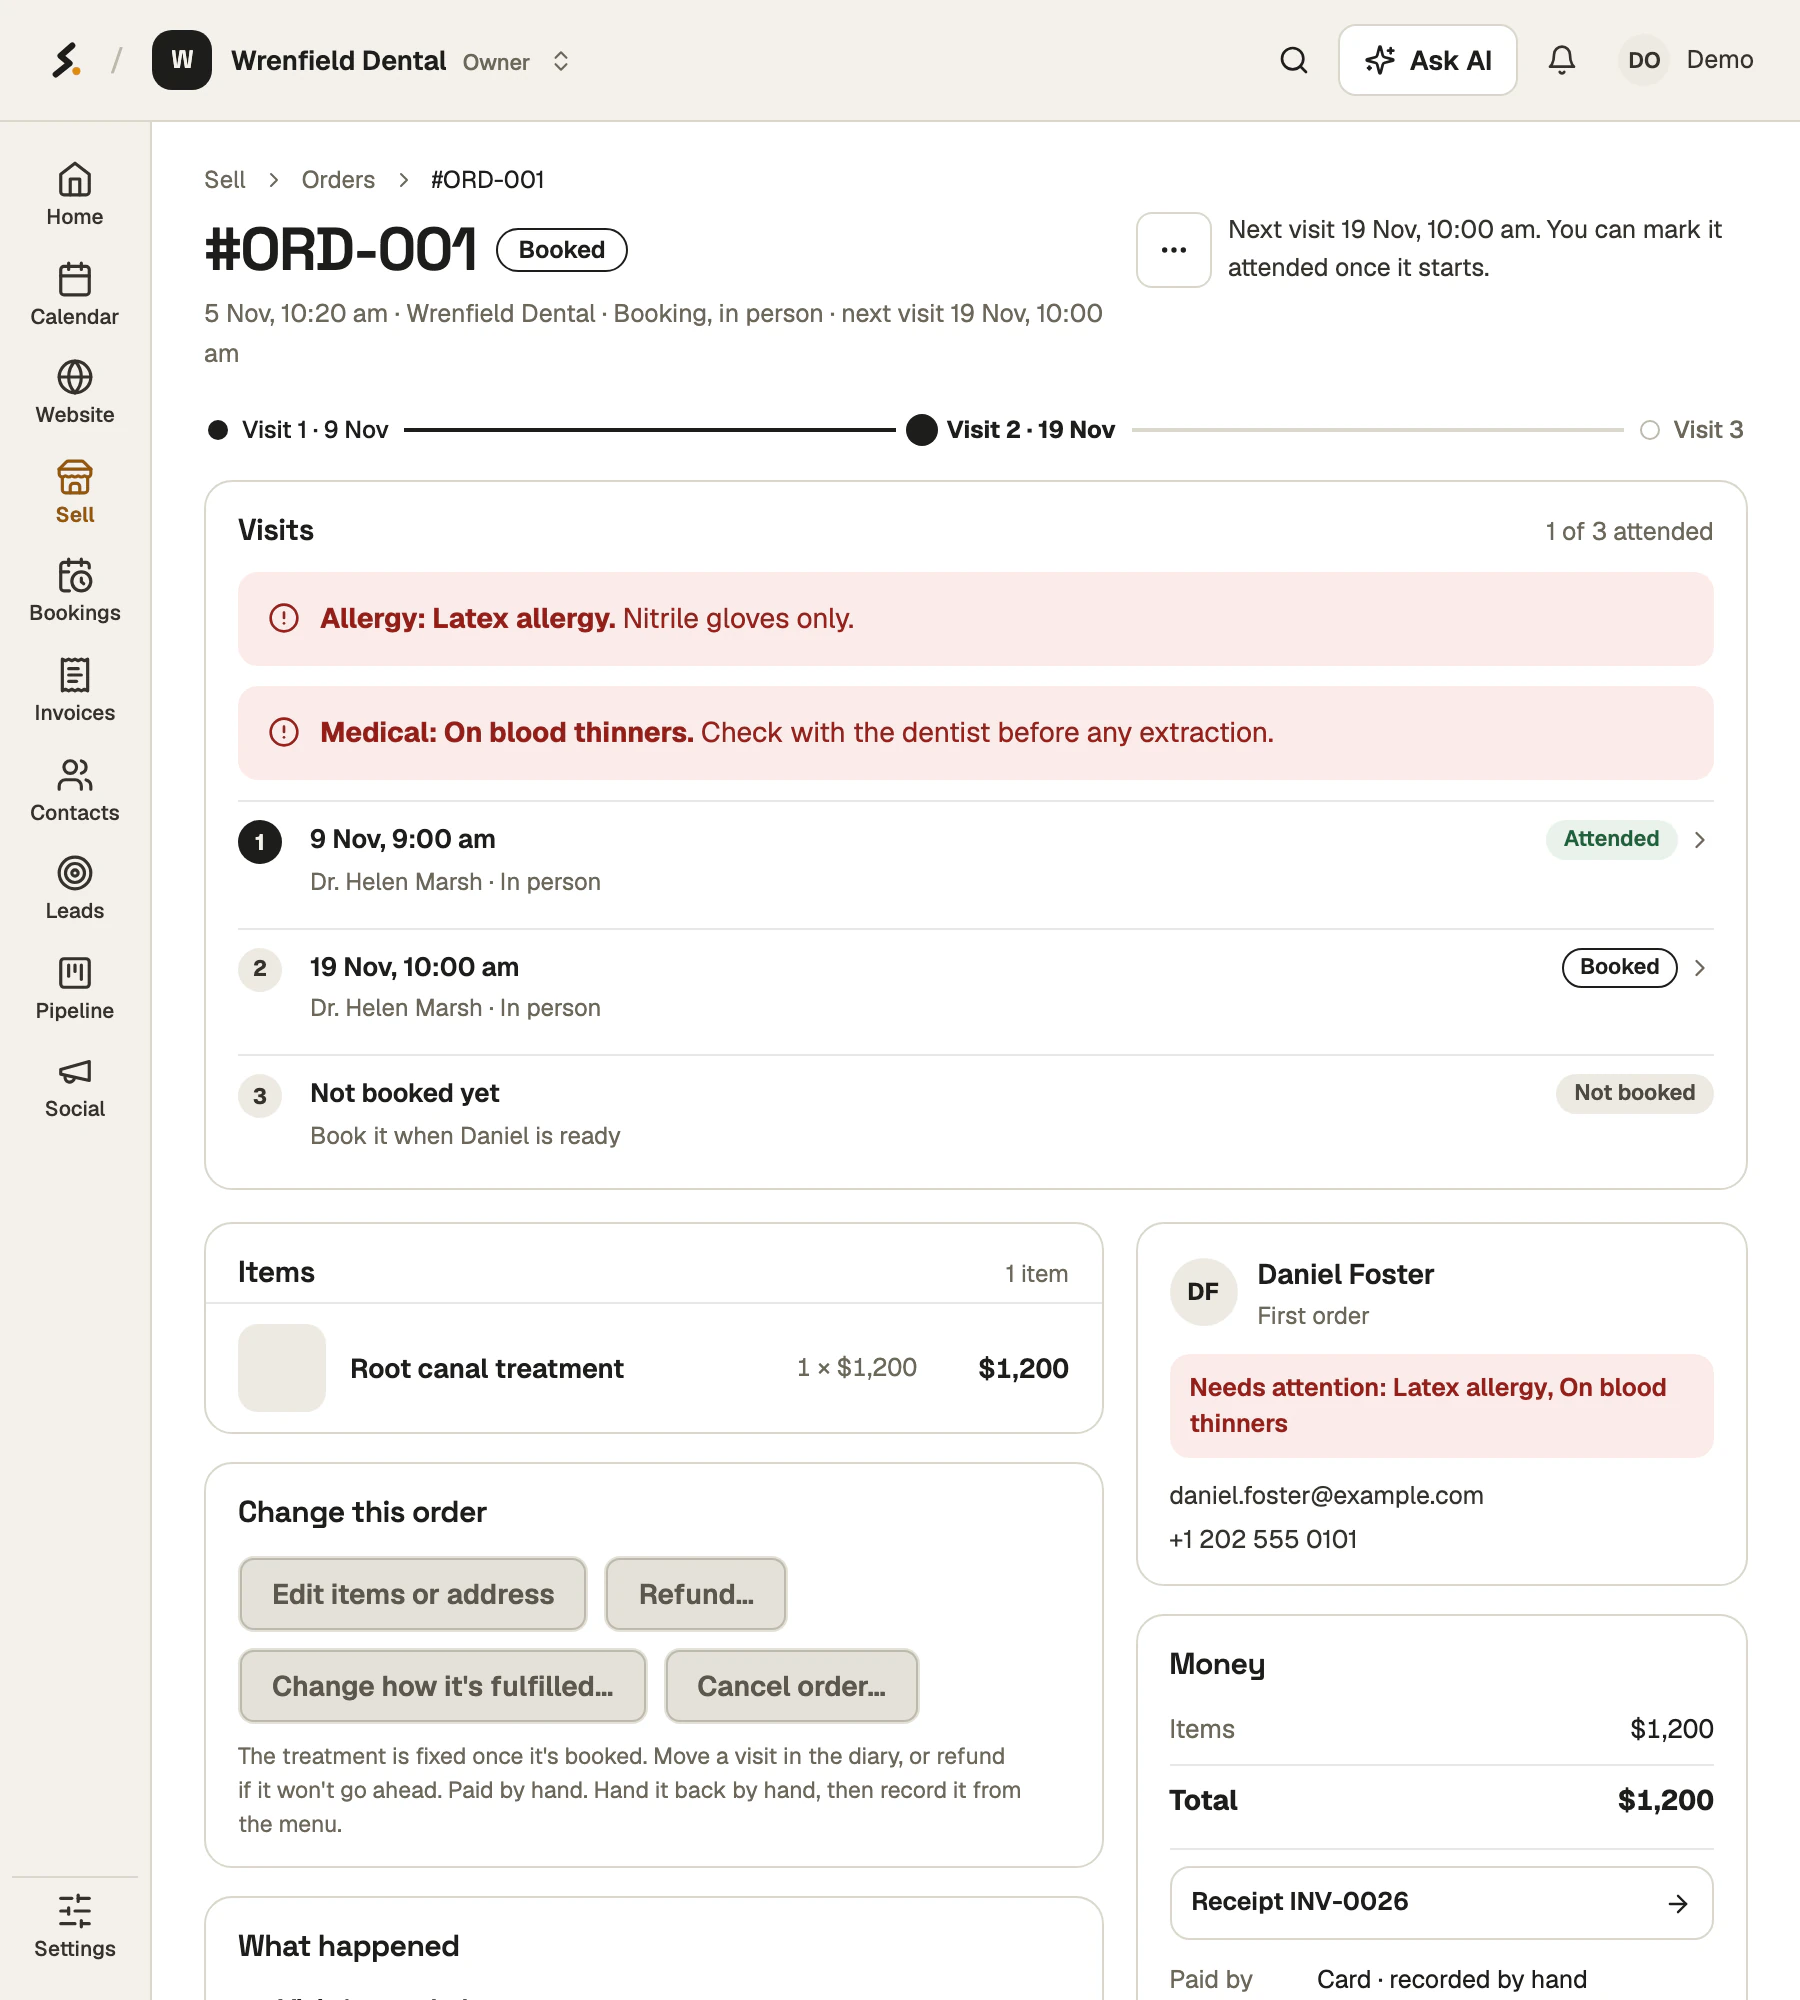 W Wrenfield Dental Owner
Ask AI
DO Demo
Home
Calendar
Website
Sell
Bookings
Invoices
Contacts
Leads
Pipeline
Social
Settings
Sell > Orders > #ORD-001
#ORD-001 Booked
5 Nov, 10:20 am · Wrenfield Dental · Booking, in person · next visit 19 Nov, 10:00
am
Next visit 19 Nov, 10:00 am. You can mark it
attended once it starts.
Visit 1 · 9 Nov
Visit 2 · 19 Nov
Visit 3
Visits
1 of 3 attended
Allergy: Latex allergy. Nitrile gloves only.
Medical: On blood thinners. Check with the dentist before any extraction.
1 9 Nov, 9:00 am Attended
Dr. Helen Marsh · In person
2 19 Nov, 10:00 am Booked
Dr. Helen Marsh · In person
3 Not booked yet Not booked
Book it when Daniel is ready
Items 1 item
Root canal treatment 1 × $1,200 $1,200
Change this order
Edit items or address
Refund...
Change how it's fulfilled...
Cancel order...
The treatment is fixed once it's booked. Move a visit in the diary, or refund
if it won't go ahead. Paid by hand. Hand it back by hand, then record it from
the menu.
What happened
DF Daniel Foster
First order
Needs attention: Latex allergy, On blood
thinners
daniel.foster@example.com
+1 202 555 0101
Money
Items $1,200
Total $1,200
Receipt INV-0026
Paid by Card · recorded by hand